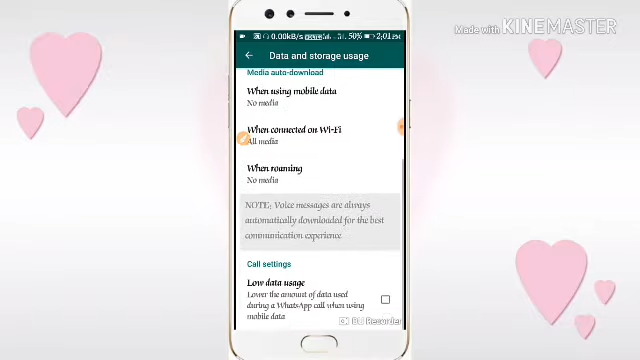 Made with KINEMASTER
0.00kB/s 50% 2:01PM
Data and storage usage
Media auto-download
When using mobile data
No media
When connected on Wi-Fi
All media
When roaming
No media
NOTE: Voice messages are always
automatically downloaded for the best
communication experience
Call settings
Low data usage
Lower the amount of data used
during a WhatsApp call when using
mobile data
DU Recorder